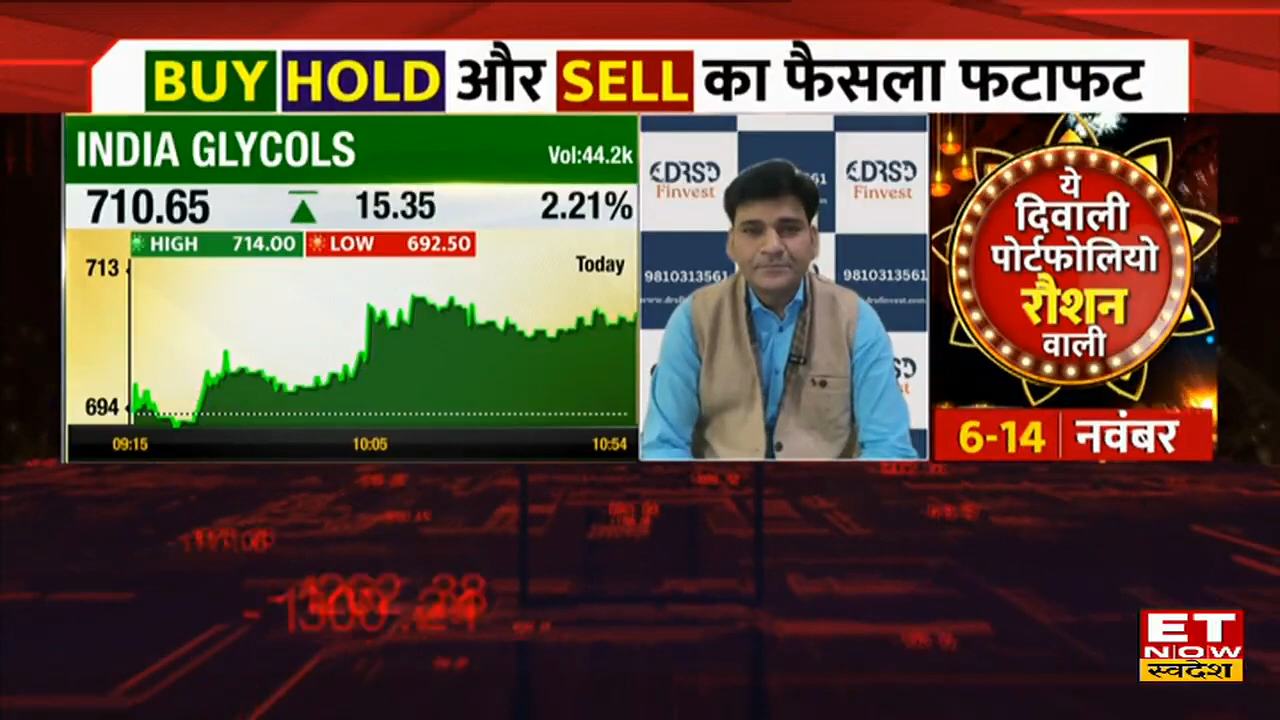 BUY HOLD और SELL का फैसला फटाफट
INDIA GLYCOLS
Vol:44.2k
710.65 15.35 2.21%
HIGH 714.00 LOW 692.50
Today
713
694
09:15 10:05 10:54
DRSD
Finvest
DRSD
Finvest
9810313561
9810313561
ये
दिवाली
पोर्टफोलियो
रौशन
वाली
6-14 नवंबर
ET
NOW
स्वदेश